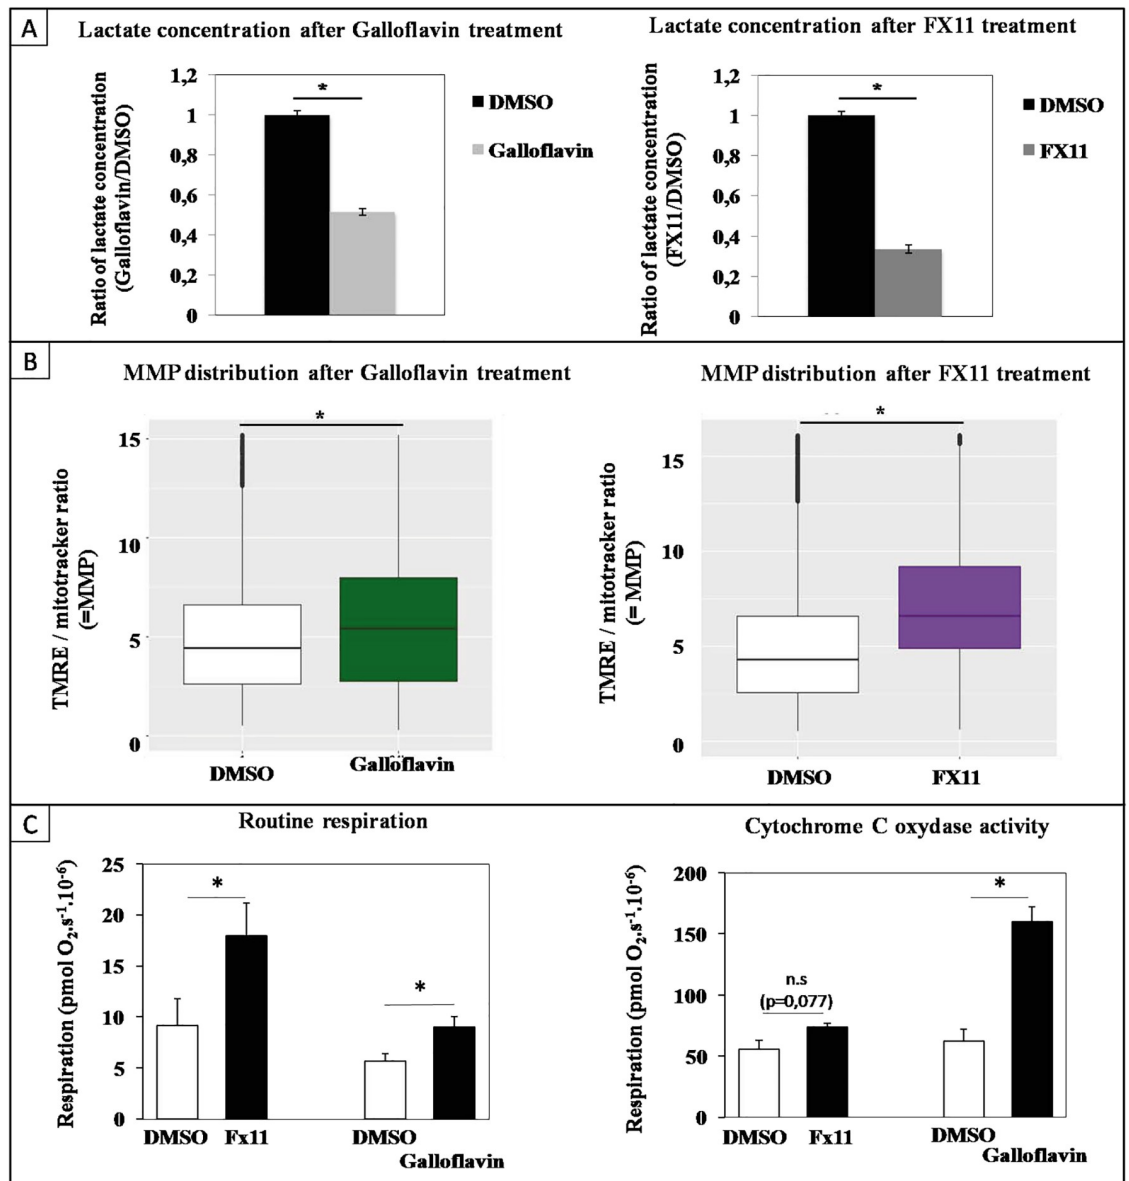 A
Lactate concentration after Galloflavin treatment
Ratio of lactate concentration
(Galloflavin/DMSO)
1,2
1
0,8
0,6
0,4
0,2
0
*
DMSO
Galloflavin
Lactate concentration after FX11 treatment
Ratio of lactate concentration
(FX11/DMSO)
1,2
1
0,8
0,6
0,4
0,2
0
*
DMSO
FX11
B
MMP distribution after Galloflavin treatment
TMRE / mitotracker ratio
(=MMP)
15
10
5
0
*
DMSO
Galloflavin
MMP distribution after FX11 treatment
TMRE / mitotracker ratio
(= MMP)
15
10
5
0
*
DMSO
FX11
C
Routine respiration
Respiration (pmol O₂.s⁻¹.10⁻⁶)
25
20
15
10
5
0
*
*
DMSO
Fx11
DMSO
Galloflavin
Cytochrome C oxydase activity
Respiration (pmol O₂.s⁻¹.10⁻⁶)
200
150
100
50
0
n.s
(p=0,077)
*
DMSO
Fx11
DMSO
Galloflavin